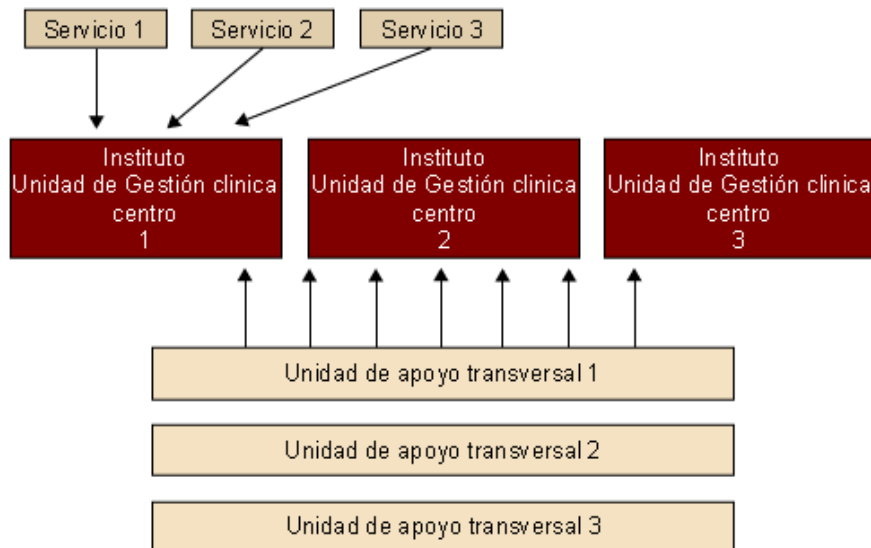 Servicio 1
Servicio 2
Servicio 3
Instituto
Unidad de Gestión clinica
centro
1
Instituto
Unidad de Gestión clinica
centro
2
Instituto
Unidad de Gestión clinica
centro
3
Unidad de apoyo transversal 1
Unidad de apoyo transversal 2
Unidad de apoyo transversal 3